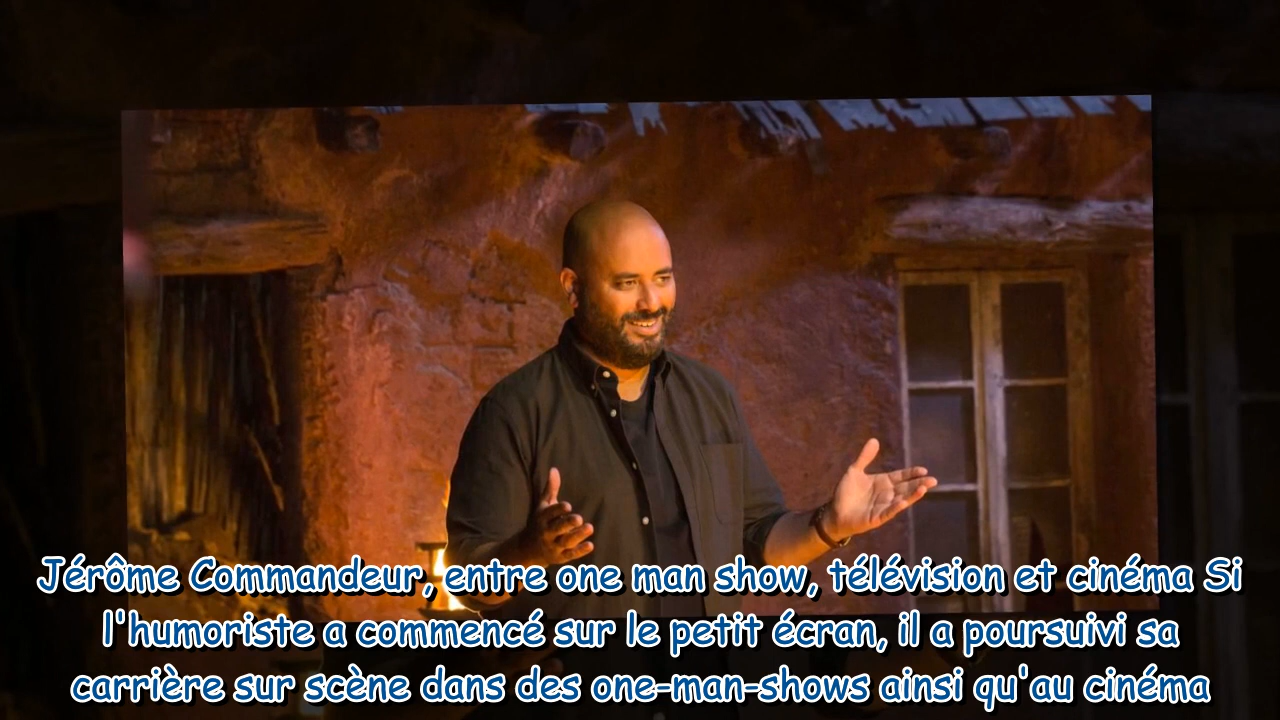 Jérôme Commandeur, entre one man show, télévision et cinéma Si
l'humoriste a commencé sur le petit écran, il a poursuivi sa
carrière sur scène dans des one-man-shows ainsi qu'au cinéma